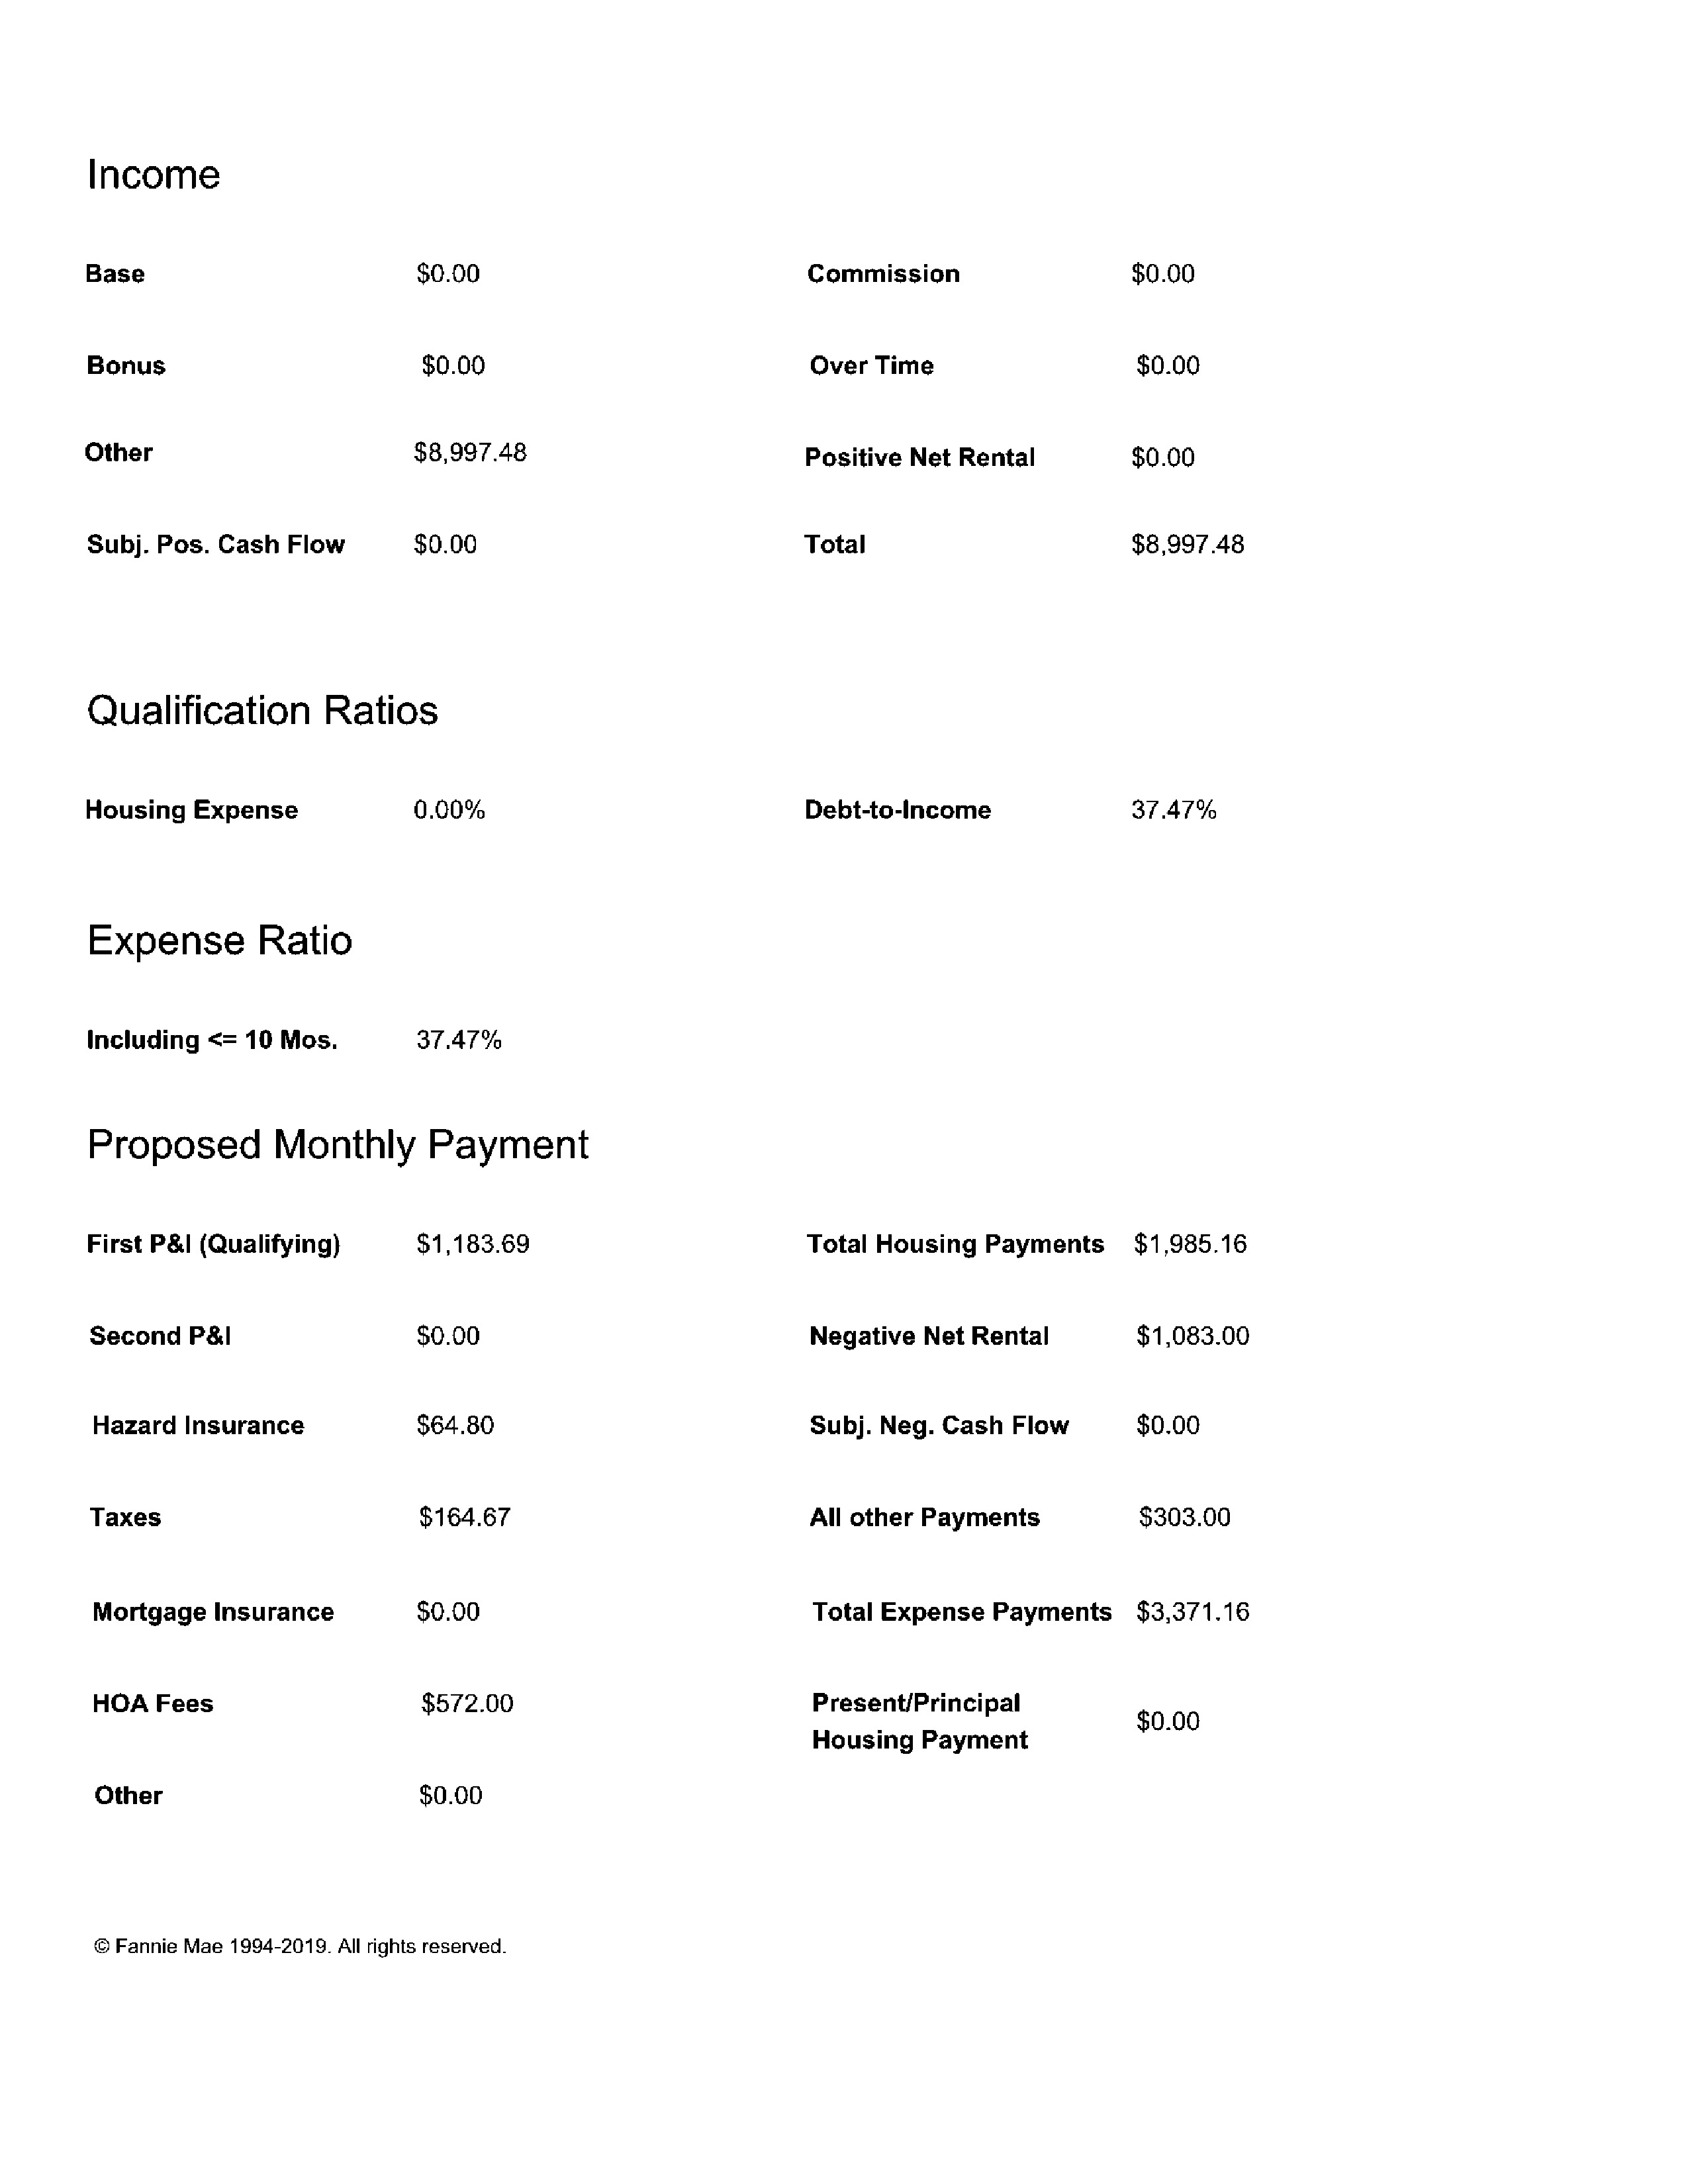 Income
Base $0.00 Commission $0.00
Bonus $0.00 Over Time $0.00
Other $8,997.48 Positive Net Rental $0.00
Subj. Pos. Cash Flow $0.00 Total $8,997.48
Qualification Ratios
Housing Expense 0.00% Debt-to-Income 37.47%
Expense Ratio
Including <= 10 Mos. 37.47%
Proposed Monthly Payment
First P&I (Qualifying) $1,183.69 Total Housing Payments $1,985.16
Second P&I $0.00 Negative Net Rental $1,083.00
Hazard Insurance $64.80 Subj. Neg. Cash Flow $0.00
Taxes $164.67 All other Payments $303.00
Mortgage Insurance $0.00 Total Expense Payments $3,371.16
HOA Fees $572.00 Present/Principal
Housing Payment $0.00
Other $0.00
© Fannie Mae 1994-2019. All rights reserved.